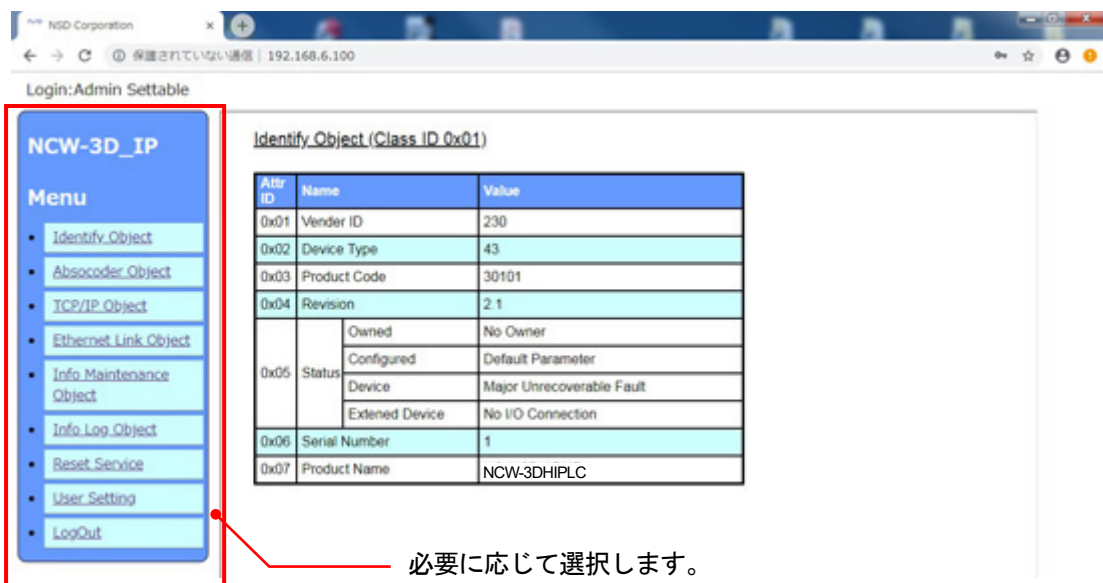 NSD Corporation
保護されていない通信 | 192.168.6.100
Login:Admin Settable
NCW-3D_IP
Menu
Identify Object
Absocoder Object
TCP/IP Object
Ethernet Link Object
Info Maintenance
Object
Info Log Object
Reset Service
User Setting
LogOut
Identify Object (Class ID 0x01)
Attr ID Name Value
0x01 Vender ID 230
0x02 Device Type 43
0x03 Product Code 30101
0x04 Revision 2.1
0x05 Status Owned No Owner
Configured Default Parameter
Device Major Unrecoverable Fault
Extened Device No I/O Connection
0x06 Serial Number 1
0x07 Product Name NCW-3DHIPLC
必要に応じて選択します。